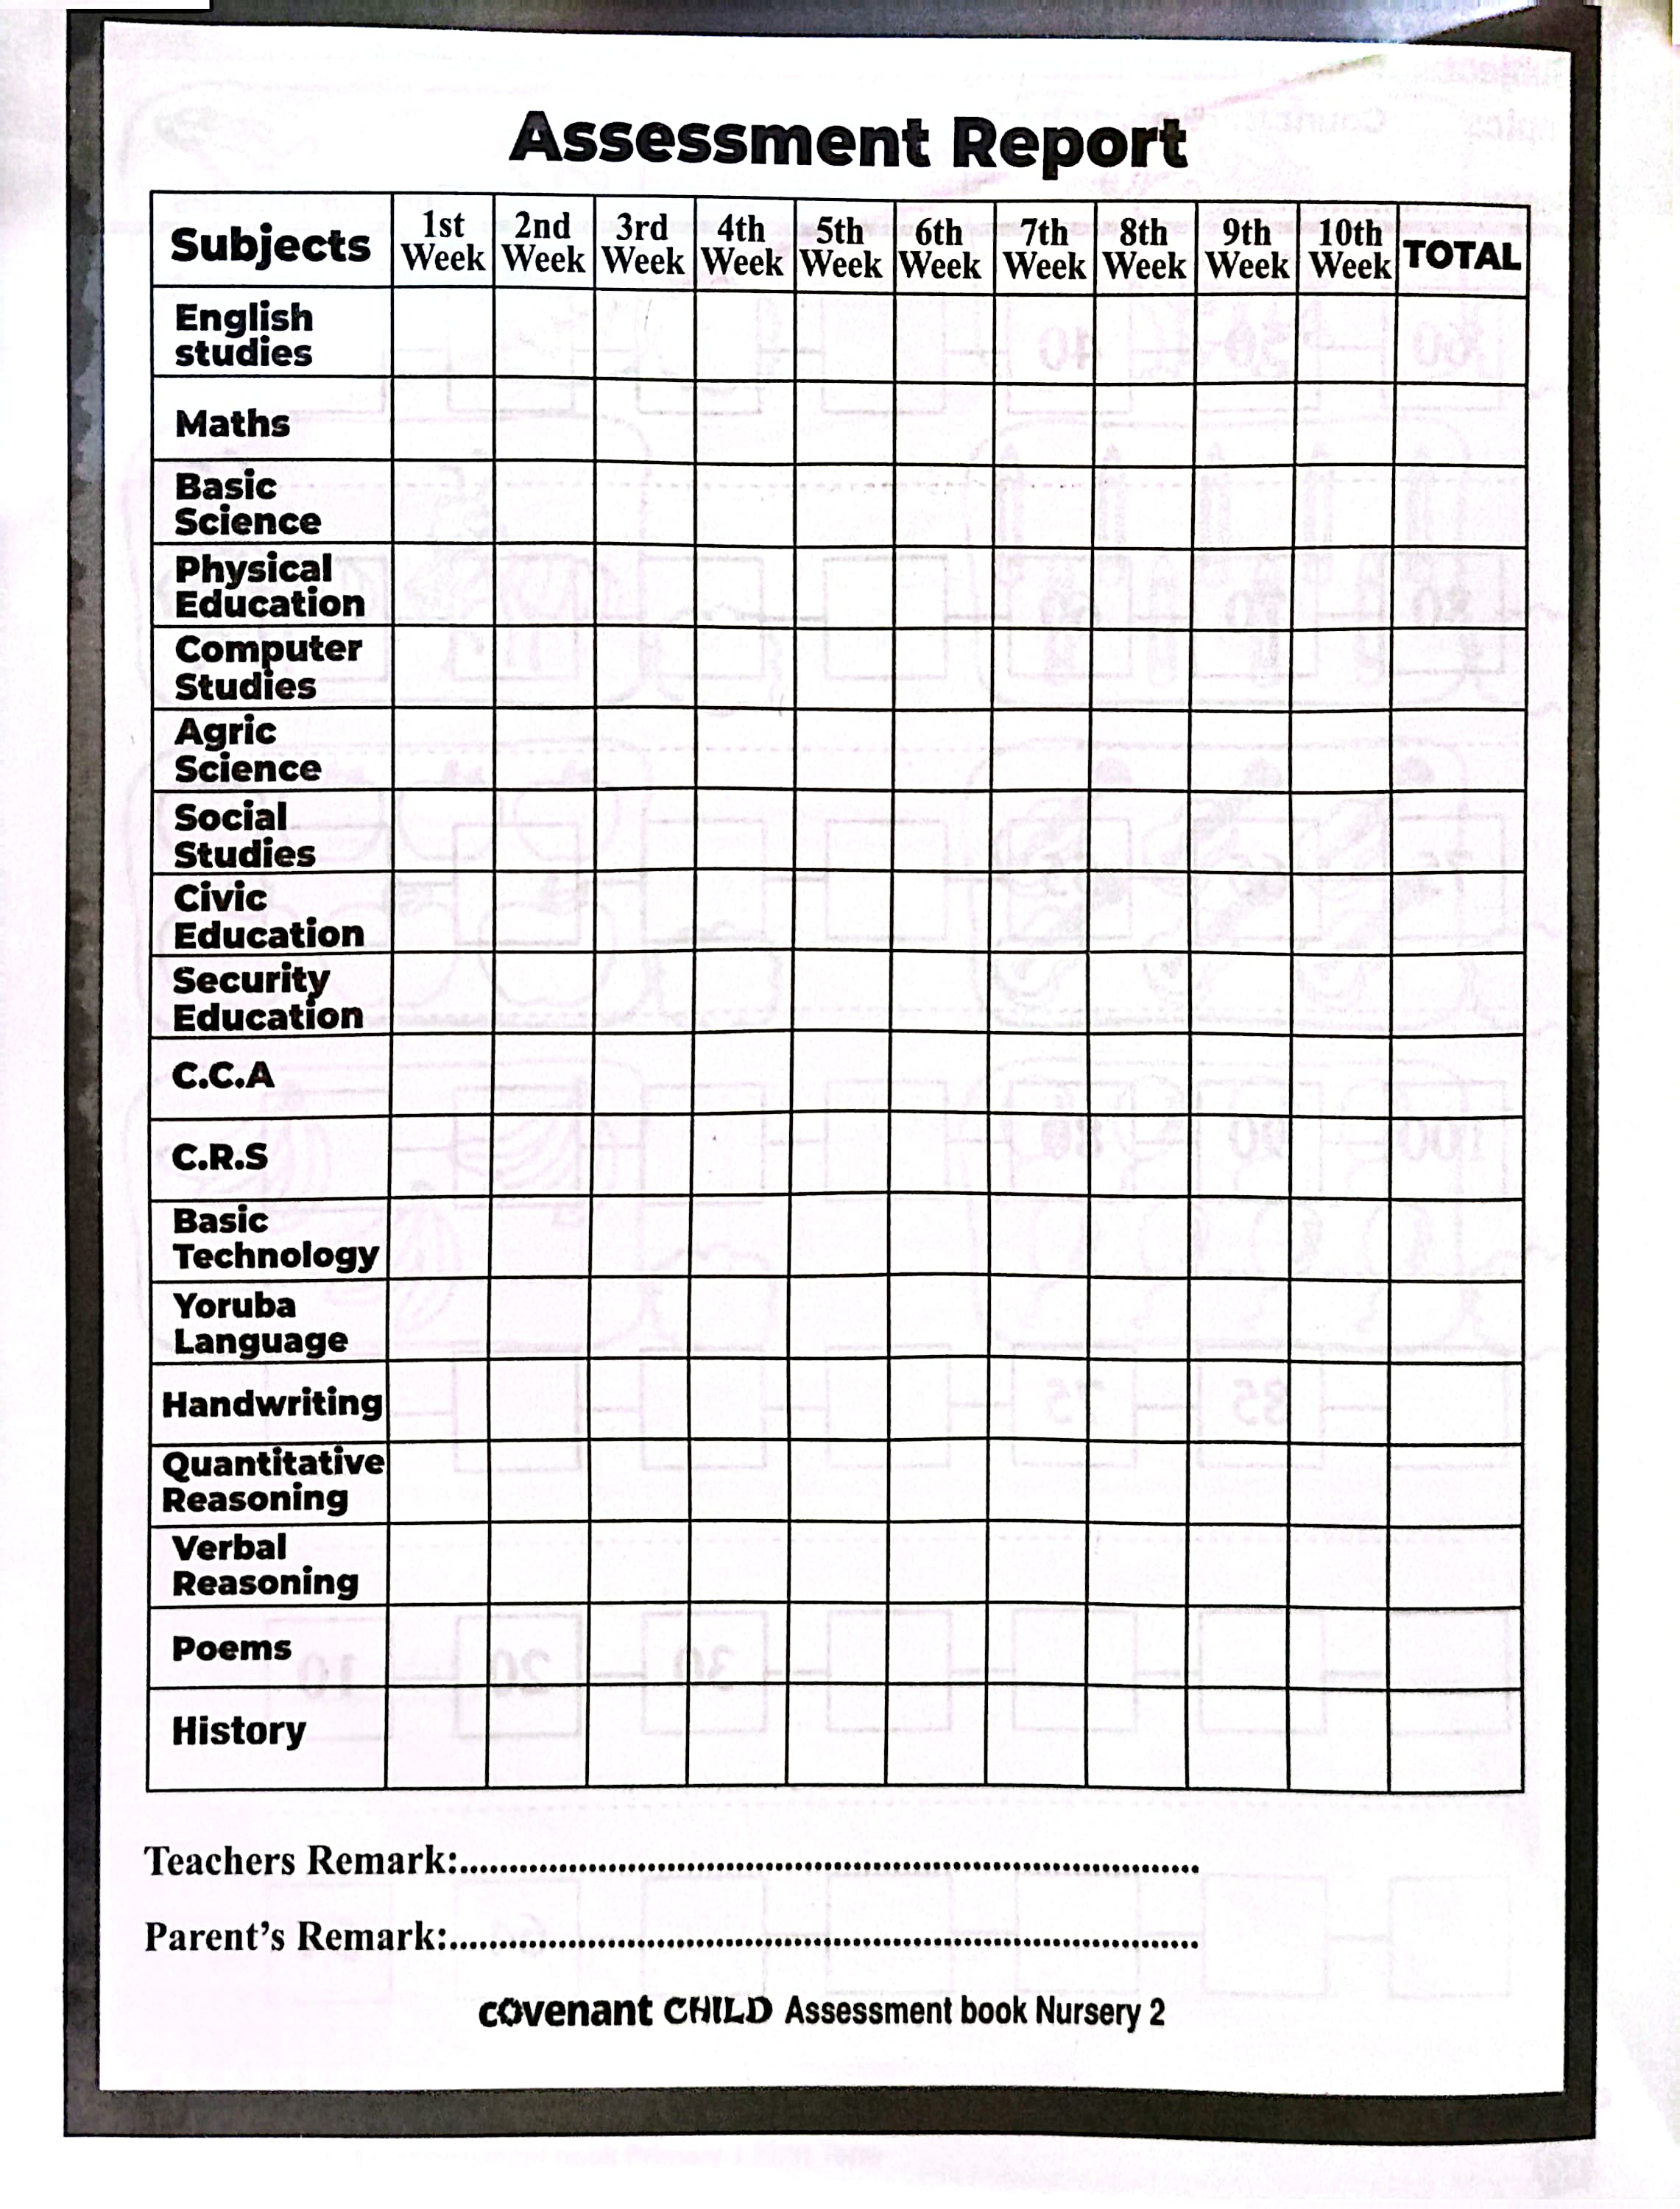 Assessment Report
Subjects 1st Week 2nd Week 3rd Week 4th Week 5th Week 6th Week 7th Week 8th Week 9th Week 10th Week TOTAL
English
studies
Maths
Basic
Science
Physical
Education
Computer
Studies
Agric
Science
Social
Studies
Civic
Education
Security
Education
C.C.A
C.R.S
Basic
Technology
Yoruba
Language
Handwriting
Quantitative
Reasoning
Verbal
Reasoning
Poems
History
Teachers Remark:..........................................................................
Parent's Remark:...........................................................................
covenant CHILD Assessment book Nursery 2